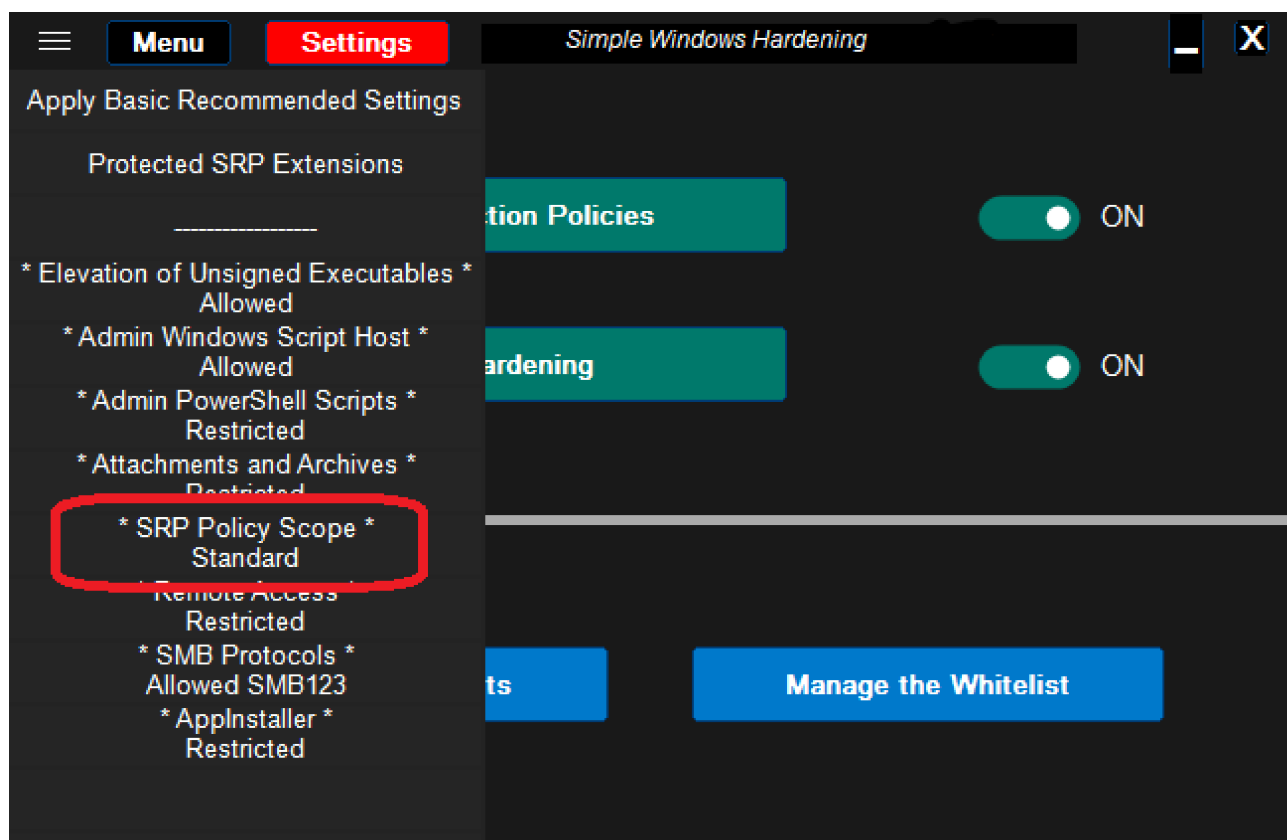 Menu Settings Simple Windows Hardening _ X
Apply Basic Recommended Settings
Protected SRP Extensions
------------------
tion Policies ON
* Elevation of Unsigned Executables *
Allowed
* Admin Windows Script Host *
Allowed
ardening ON
* Admin PowerShell Scripts *
Restricted
* Attachments and Archives *
Restricted
* SRP Policy Scope *
Standard
* Remote Access *
Restricted
* SMB Protocols *
Allowed SMB123
ts Manage the Whitelist
* AppInstaller *
Restricted